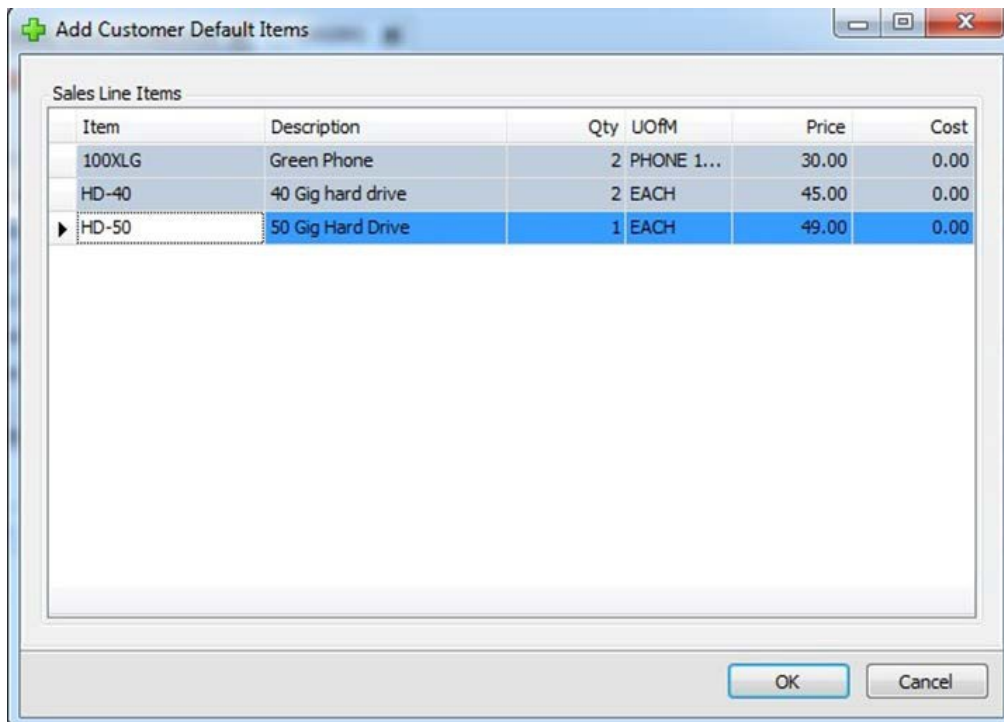 Add Customer Default Items
Sales Line Items
Item Description Qty UOfM Price Cost
100XLG Green Phone 2 PHONE 1... 30.00 0.00
HD-40 40 Gig hard drive 2 EACH 45.00 0.00
HD-50 50 Gig Hard Drive 1 EACH 49.00 0.00
OK Cancel